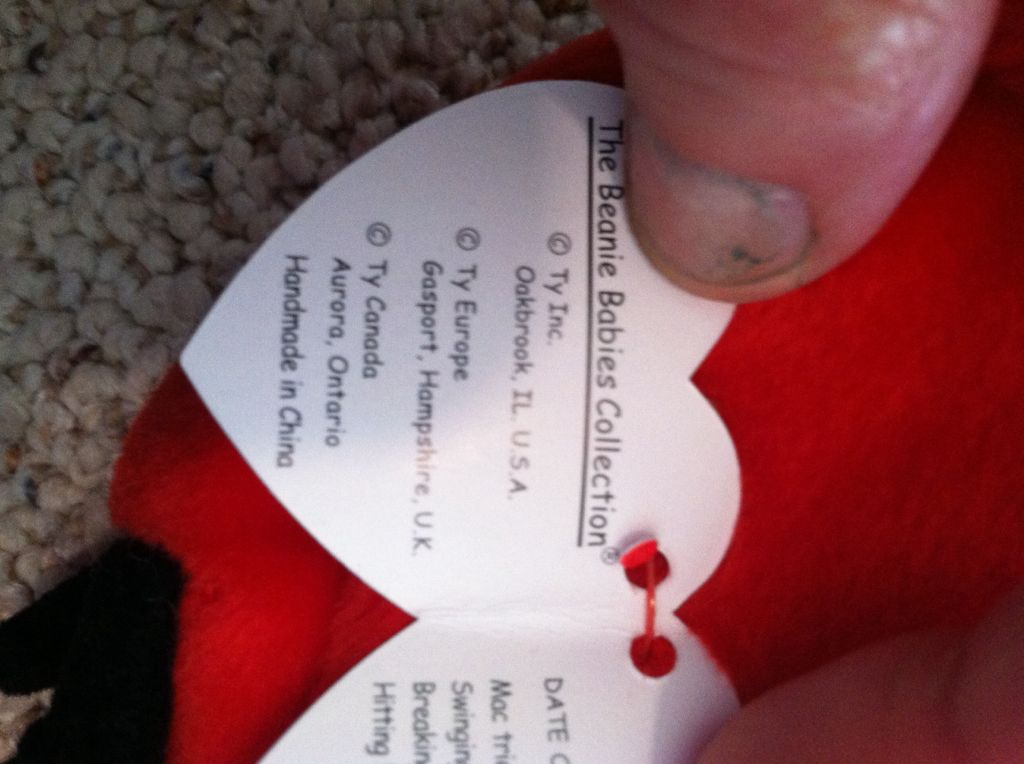 The Beanie Babies Collection®
© Ty Inc.
Oakbrook, IL. U.S.A.
© Ty Europe
Gasport, Hampshire, U.K.
© Ty Canada
Aurora, Ontario
Handmade in China
DATE
Mac
Hitting